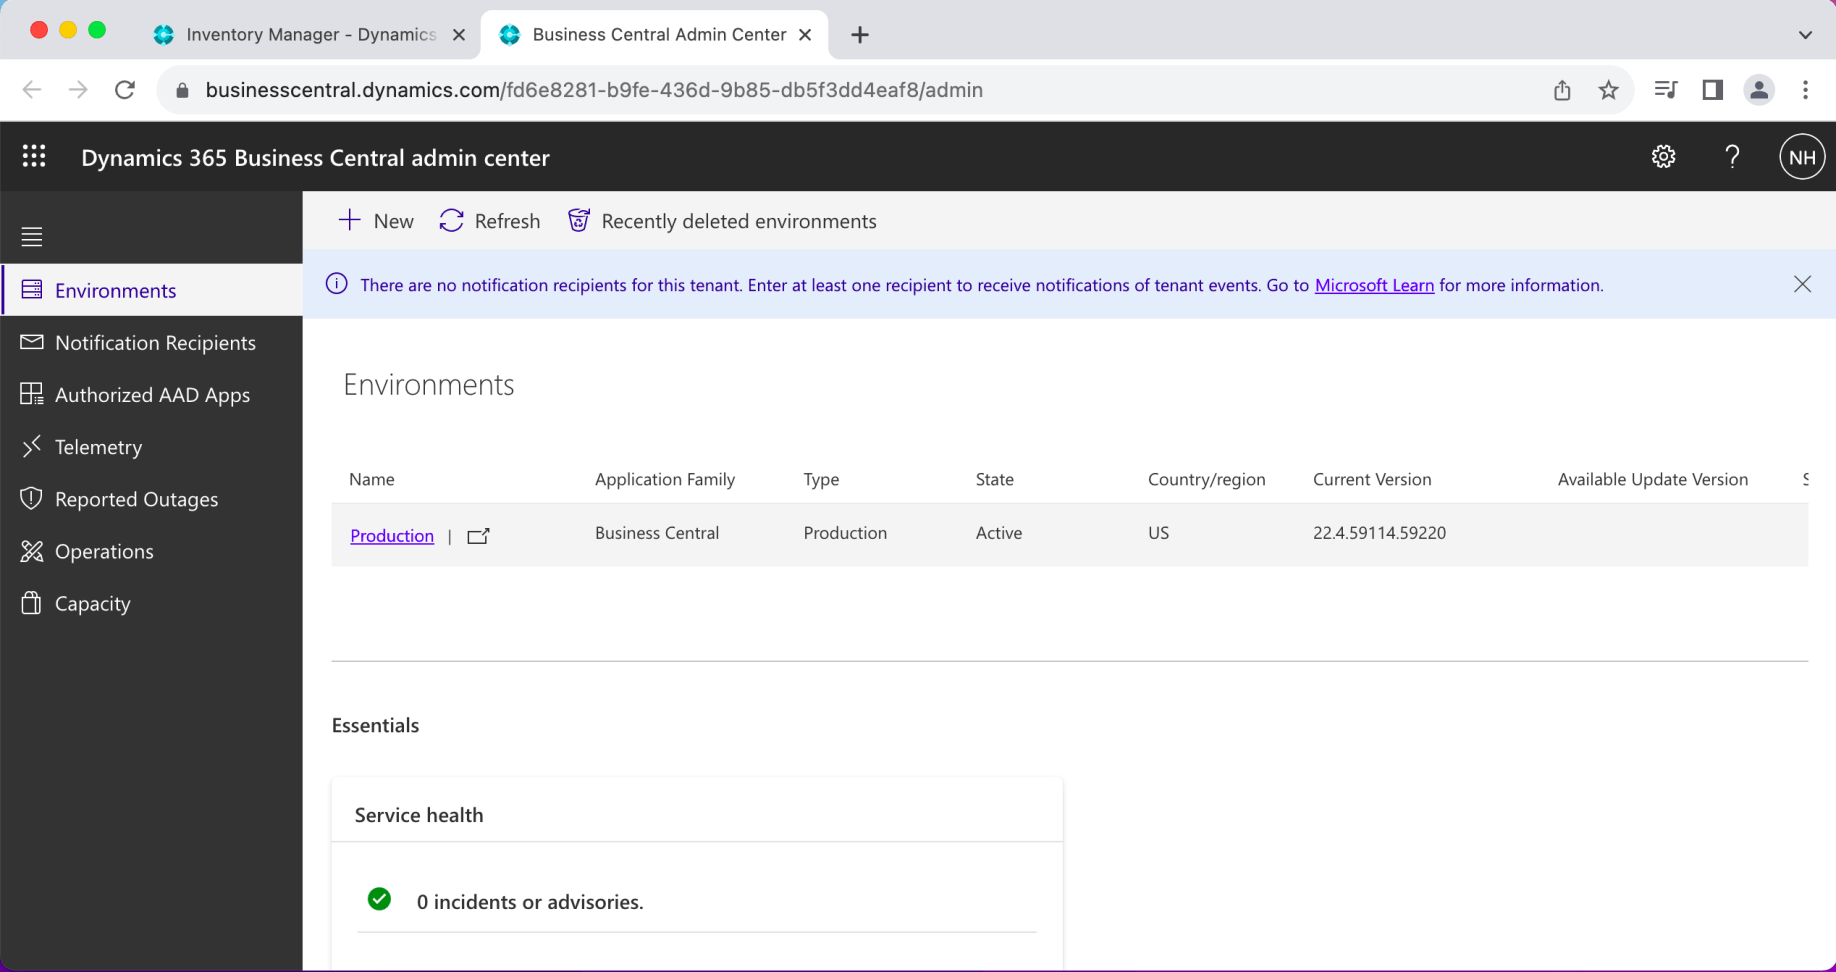 Inventory Manager - Dynamics
Business Central Admin Center
businesscentral.dynamics.com/fd6e8281-b9fe-436d-9b85-db5f3dd4eaf8/admin
Dynamics 365 Business Central admin center
?
NH
New
Refresh
Recently deleted environments
There are no notification recipients for this tenant. Enter at least one recipient to receive notifications of tenant events. Go to Microsoft Learn for more information.
Environments
Notification Recipients
Authorized AAD Apps
Telemetry
Reported Outages
Operations
Capacity
Environments
Name Application Family Type State Country/region Current Version Available Update Version
Production | Business Central Production Active US 22.4.59114.59220
Essentials
Service health
0 incidents or advisories.